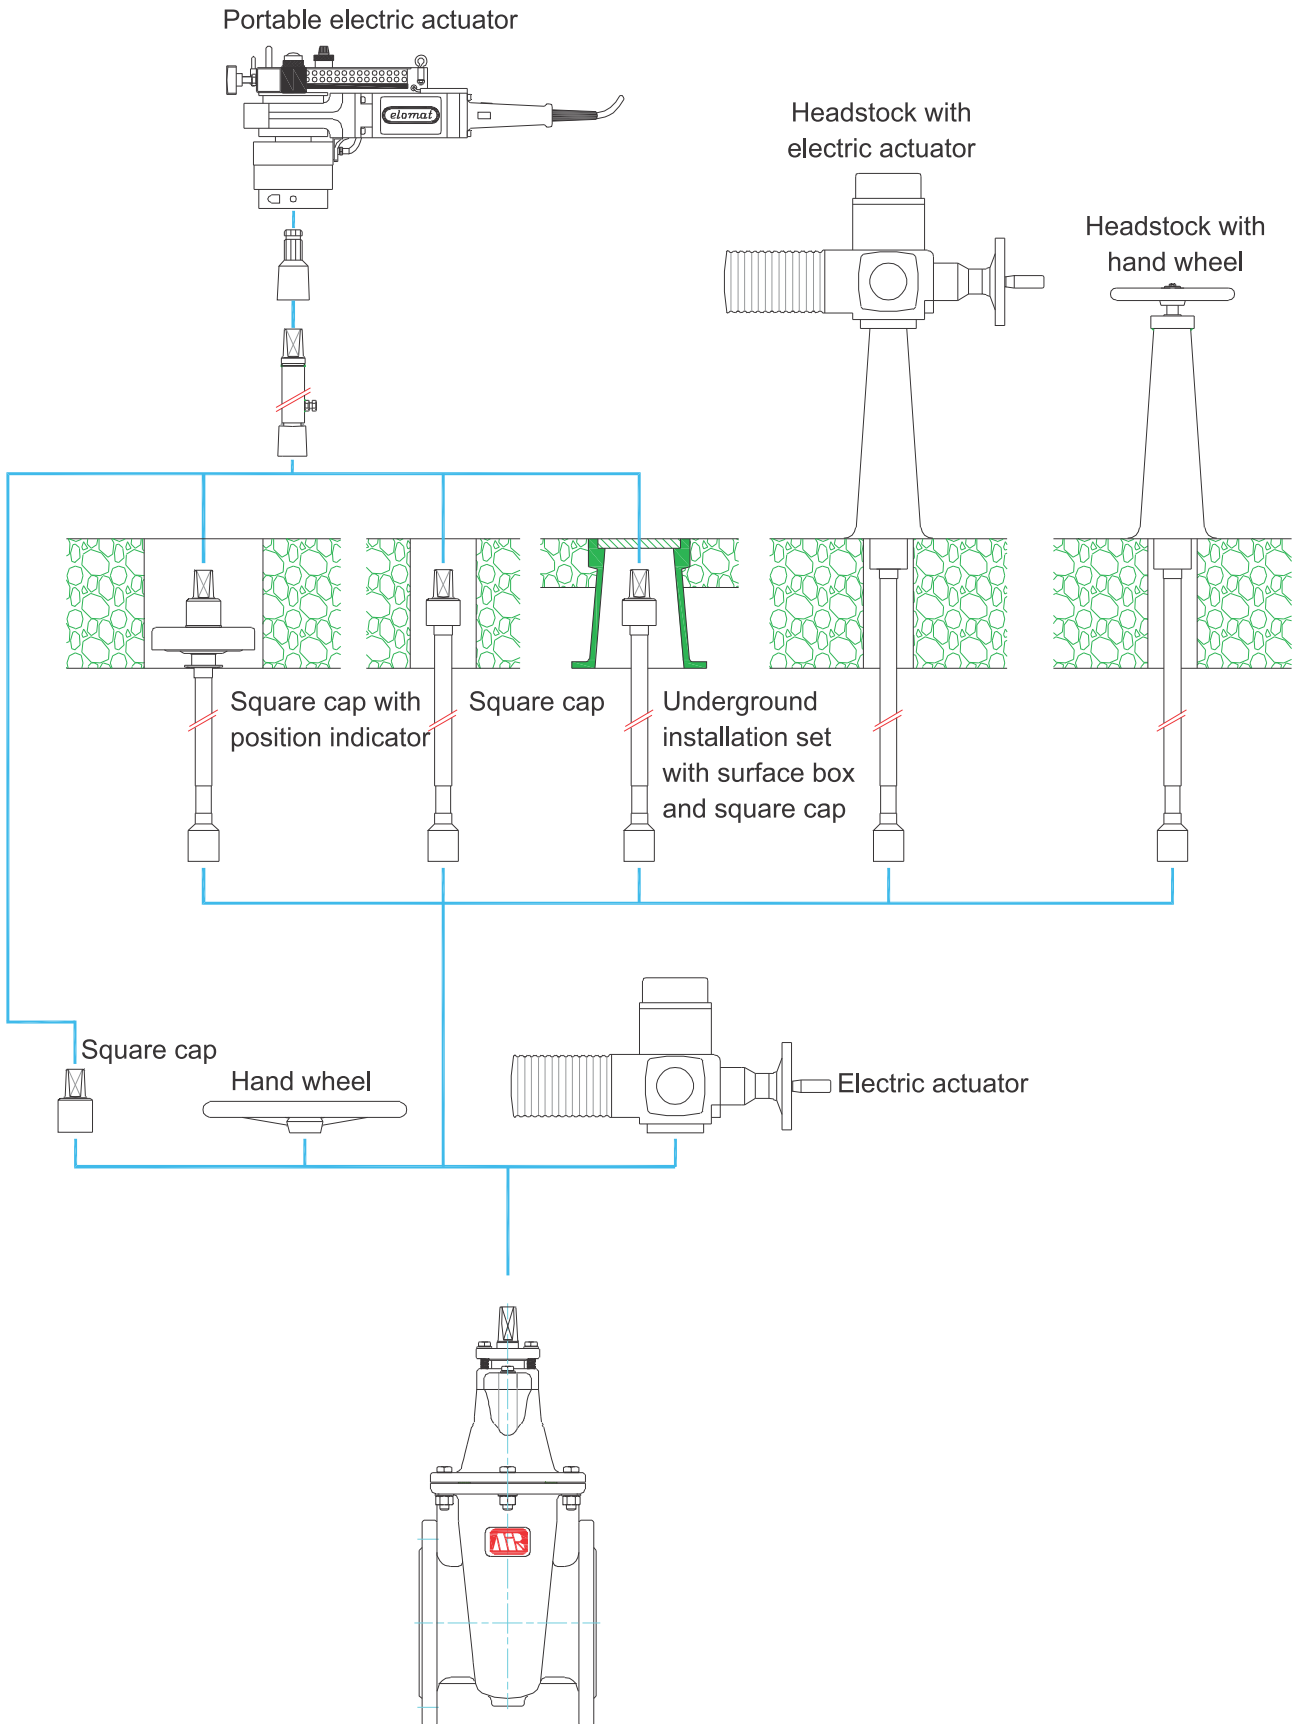 Portable electric actuator
elomat
Headstock with
electric actuator
Headstock with
hand wheel
Square cap with
position indicator
Square cap
Underground
installation set
with surface box
and square cap
Square cap
Hand wheel
Electric actuator